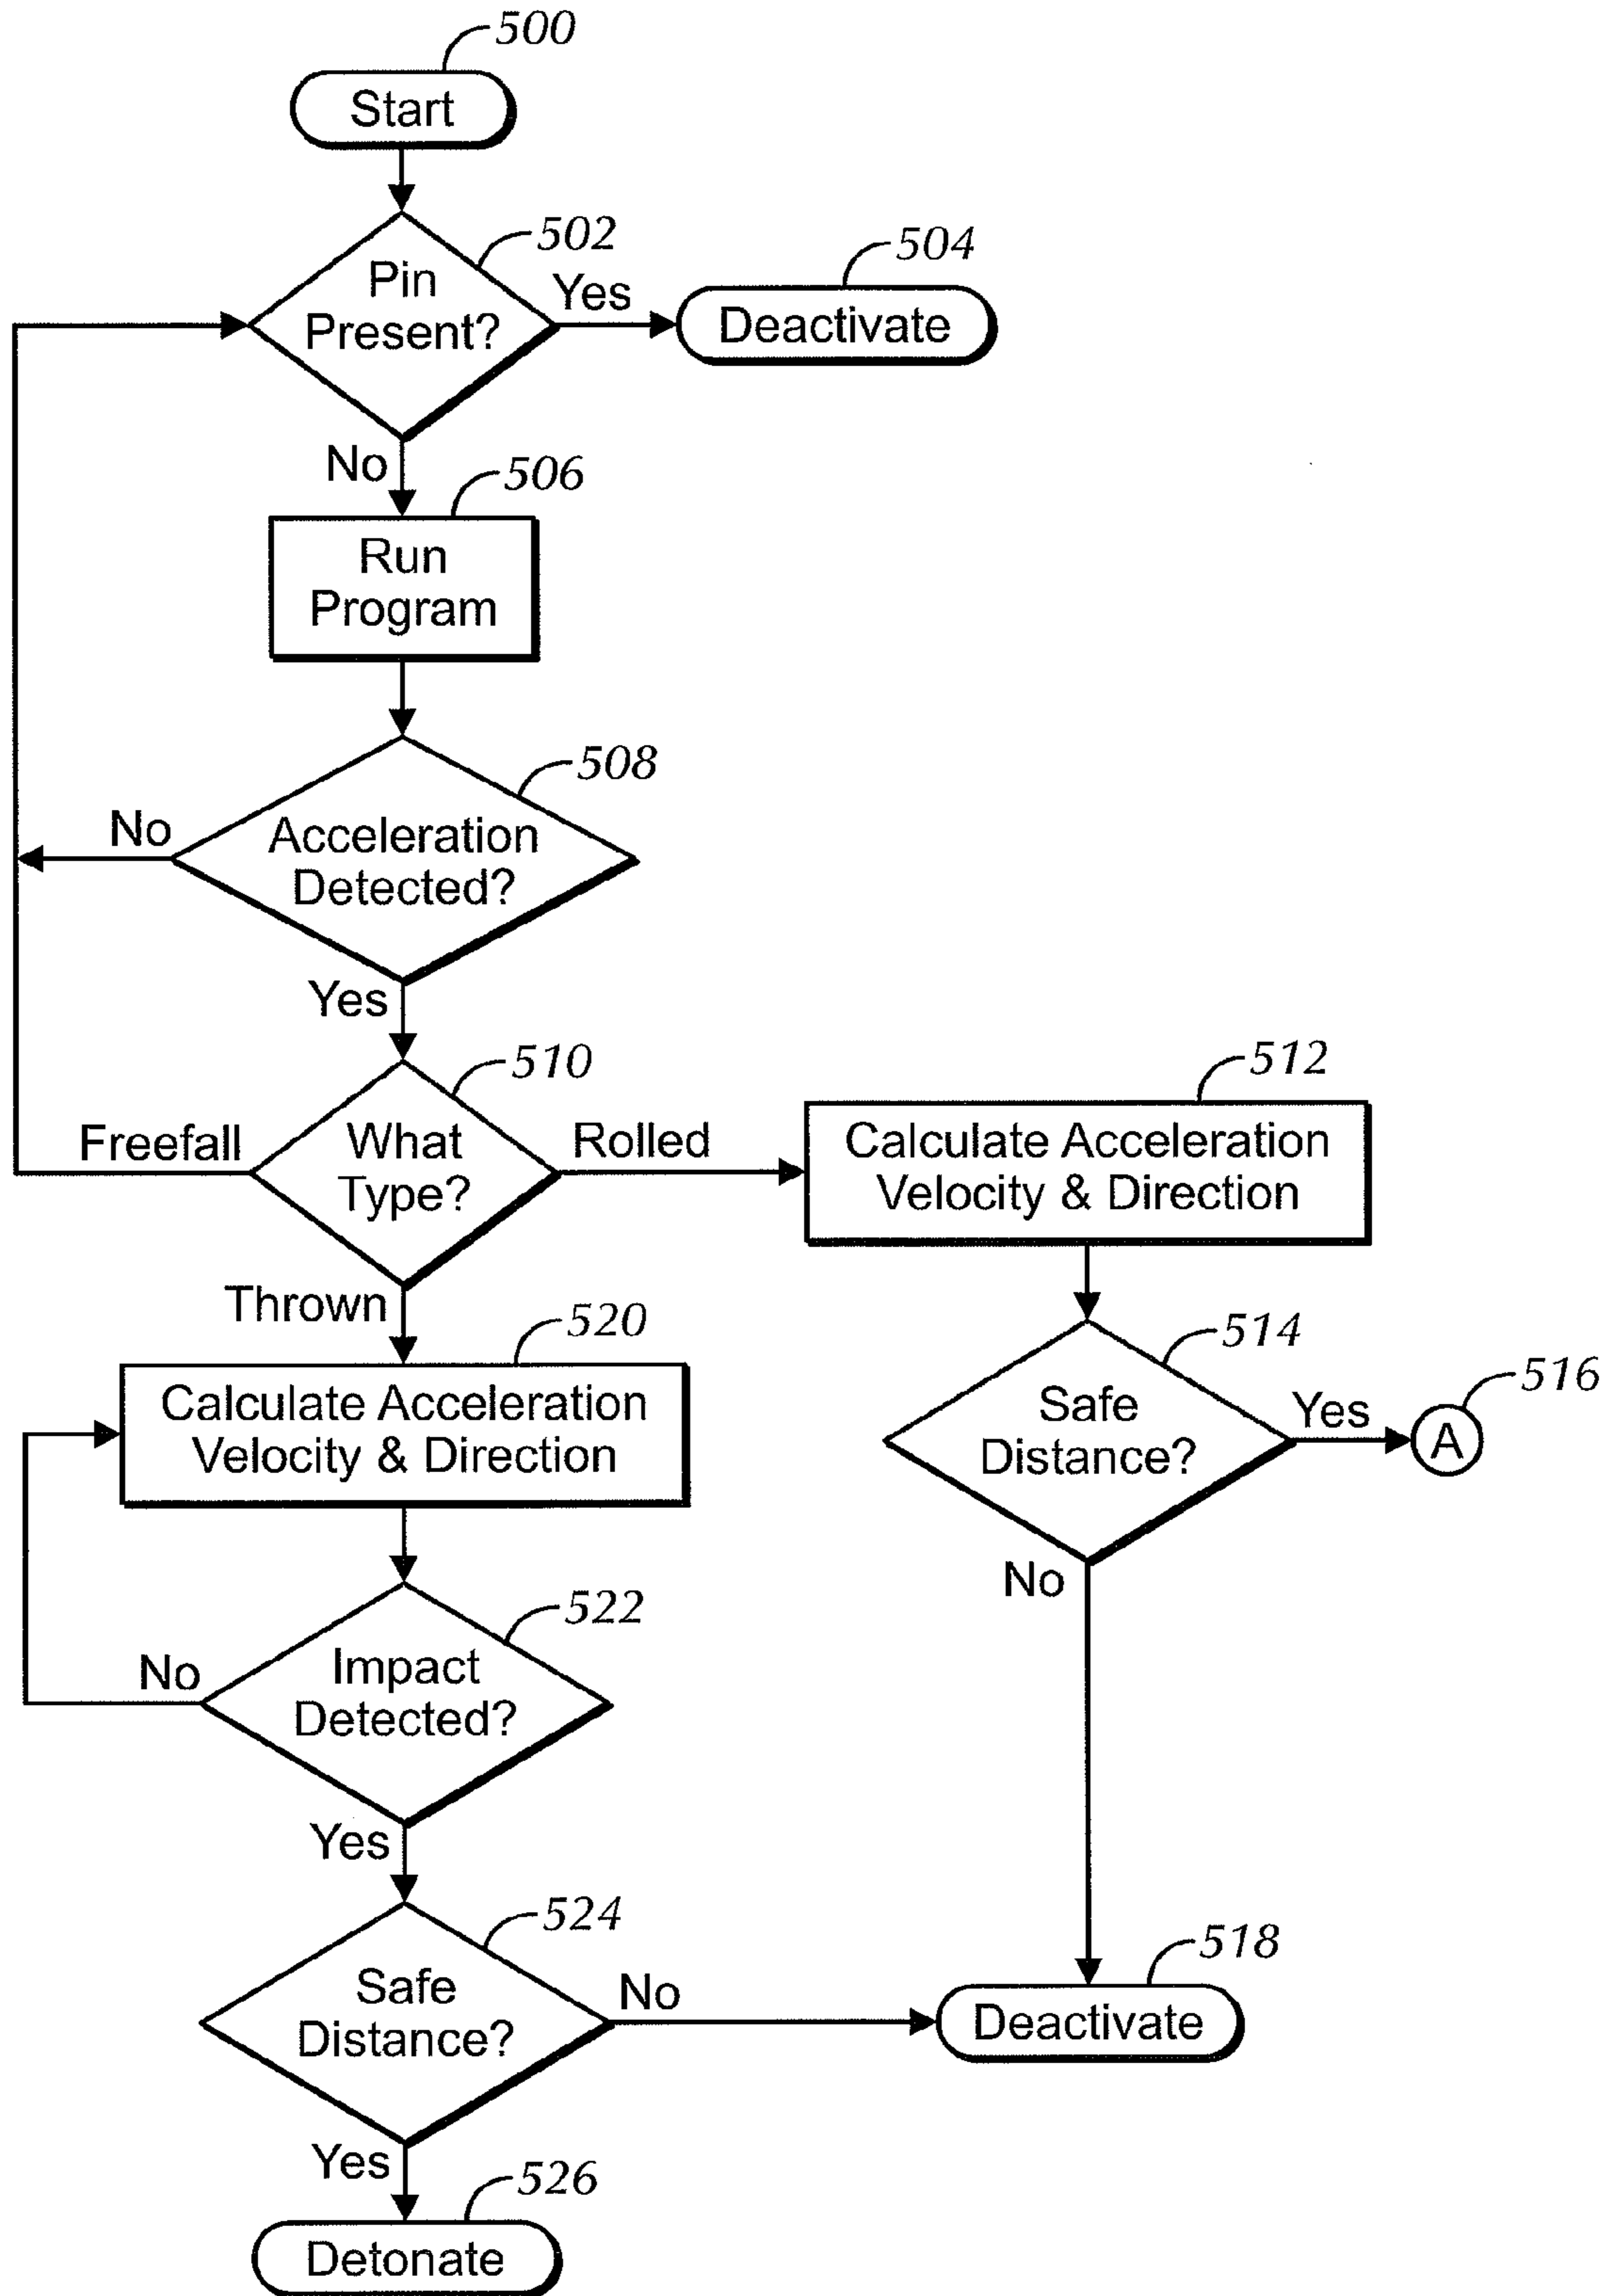 500
Start
502
Pin
Present?
Yes
504
Deactivate
No
506
Run
Program
508
No
Acceleration
Detected?
Yes
510
Freefall
What
Type?
Rolled
512
Calculate Acceleration
Velocity & Direction
Thrown
520
Calculate Acceleration
Velocity & Direction
514
Safe
Distance?
Yes
516
A
No
522
No
Impact
Detected?
Yes
524
Safe
Distance?
No
518
Deactivate
Yes
526
Detonate